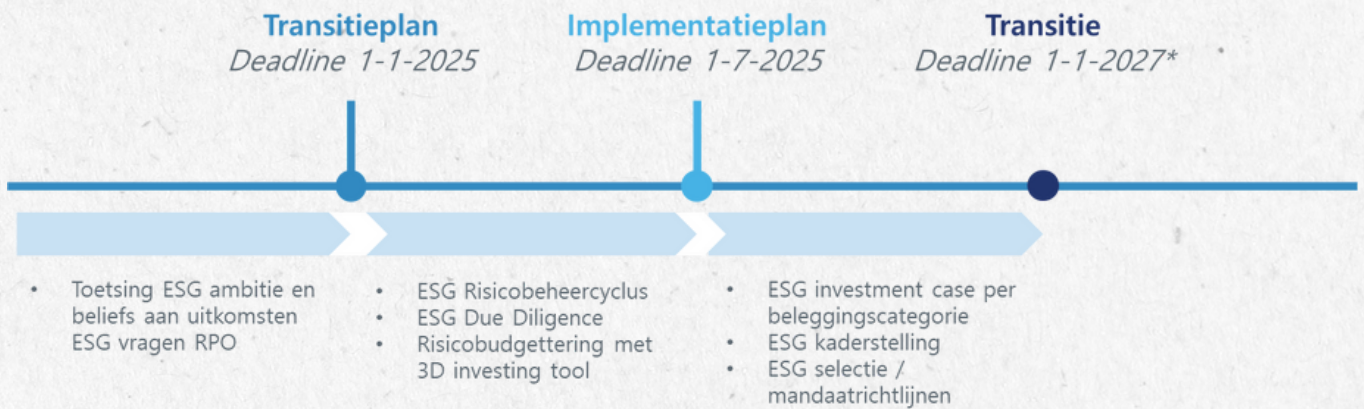 Transitieplan
Deadline 1-1-2025
Implementatieplan
Deadline 1-7-2025
Transitie
Deadline 1-1-2027*
• Toetsing ESG ambitie en
beliefs aan uitkomsten
ESG vragen RPO
• ESG Risicobeheercyclus
• ESG Due Diligence
• Risicobudgettering met
3D investing tool
• ESG investment case per
beleggingscategorie
• ESG kaderstelling
• ESG selectie /
mandaatrichtlijnen